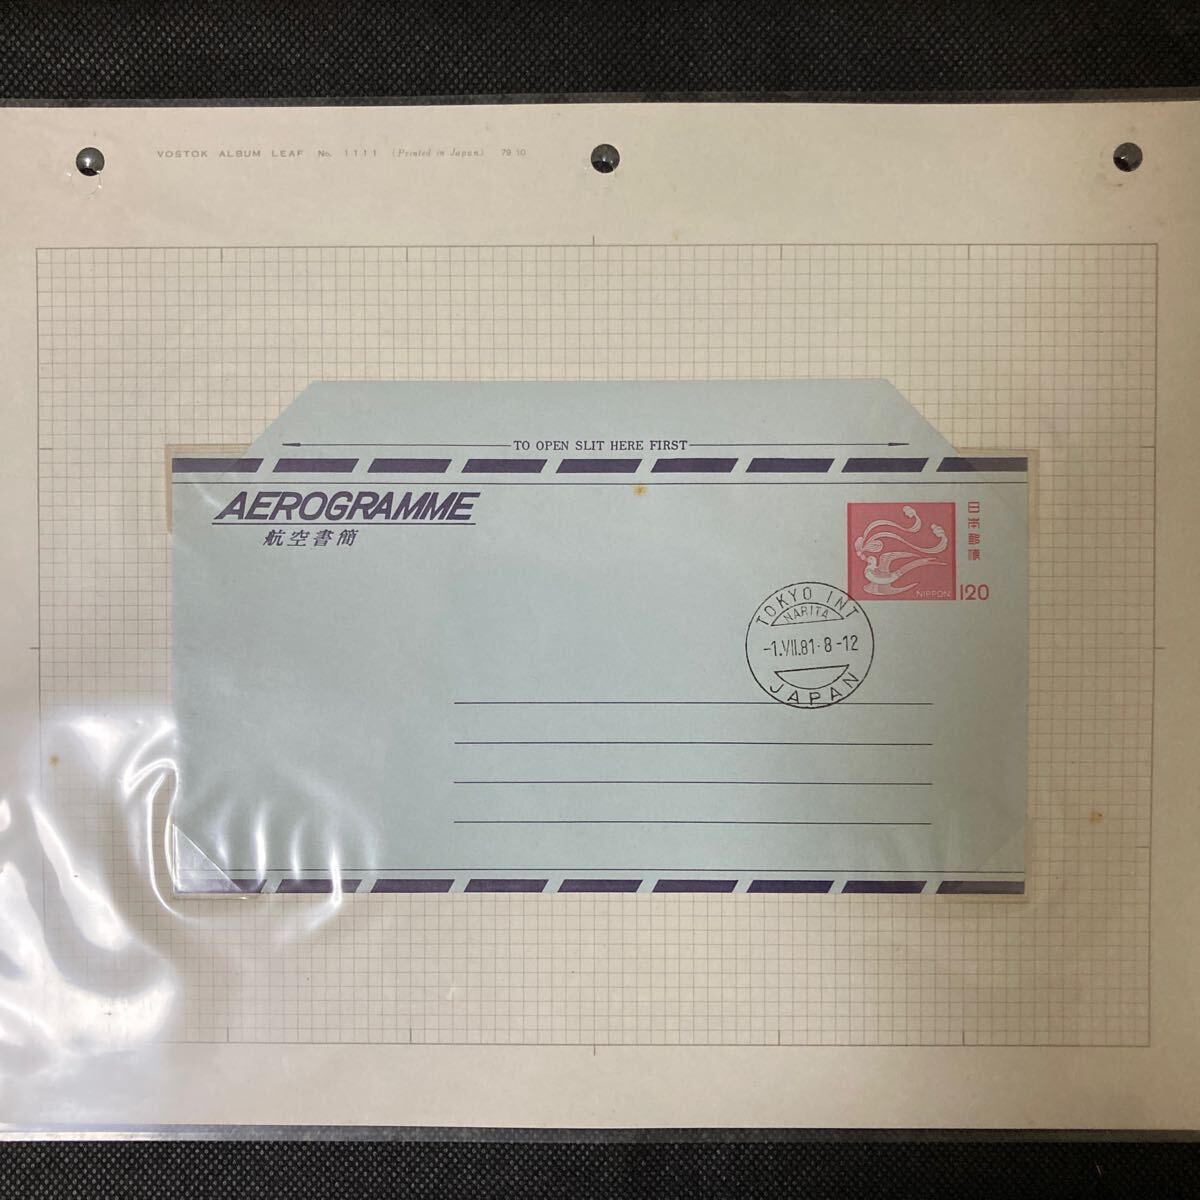 VOSTOK ALBUM LEAF No. 1111 (Printed in Japan) 79.10
TO OPEN SLIT HERE FIRST
AEROGRAMME
航空書簡
日本郵便
NIPPON 120
TOKYO INT
NARITA
-1.VII.81.8-12
JAPAN